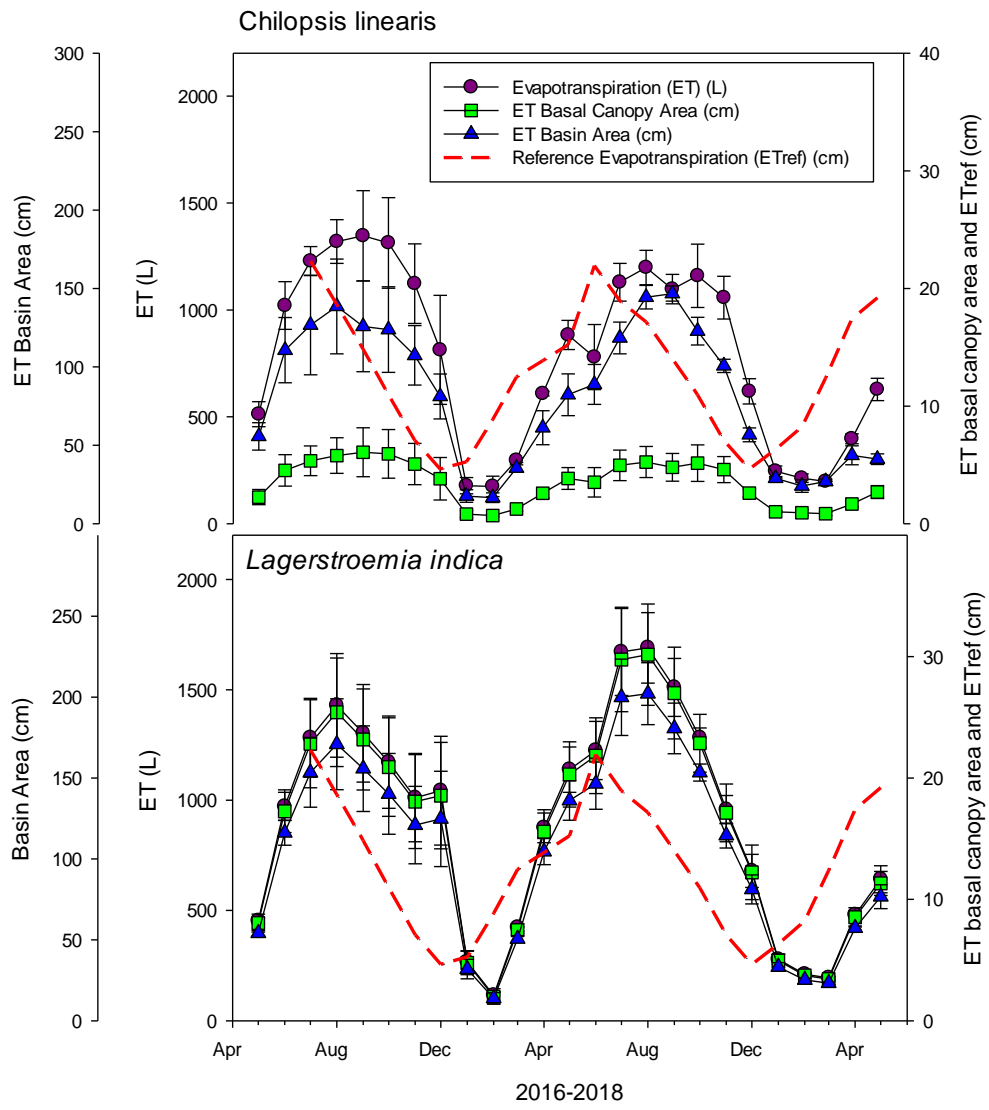 Chilopsis linearis
300
250
200
150
100
50
0
ET Basin Area (cm)
2000
1500
1000
500
0
ET (L)
Evapotranspiration (ET) (L)
ET Basal Canopy Area (cm)
ET Basin Area (cm)
Reference Evapotranspiration (ETref) (cm)
40
30
20
10
0
ET basal canopy area and ETref (cm)
Lagerstroemia indica
250
200
150
100
50
0
Basin Area (cm)
2000
1500
1000
500
0
ET (L)
30
20
10
0
ET basal canopy area and ETref (cm)
Apr Aug Dec Apr Aug Dec Apr
2016-2018